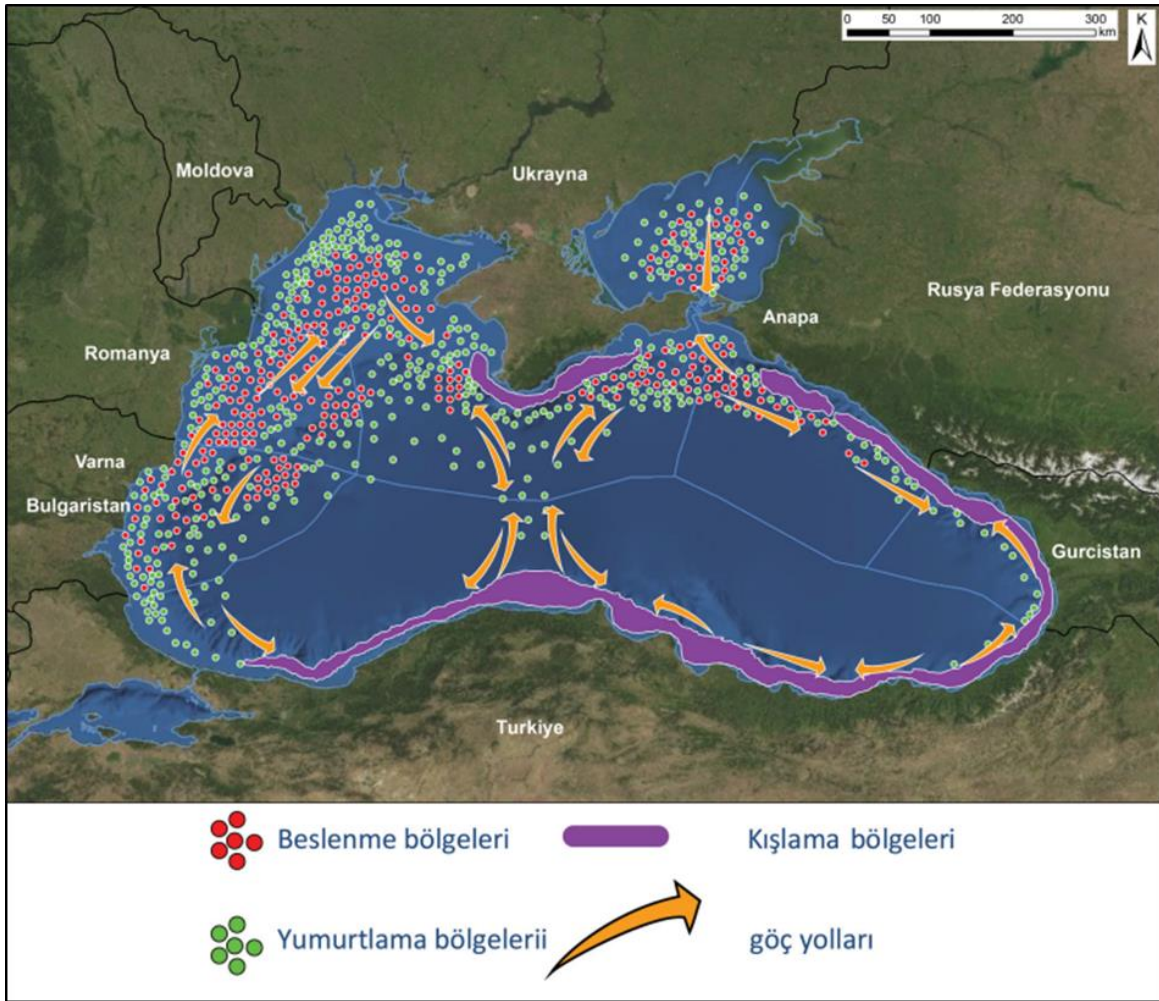 0 50 100 200 300
km
K
Moldova
Ukrayna
Rusya Federasyonu
Anapa
Romanya
Varna
Bulgaristan
Gurcistan
Turkiye
Beslenme bölgeleri
Kışlama bölgeleri
Yumurtlama bölgelerii
göç yolları